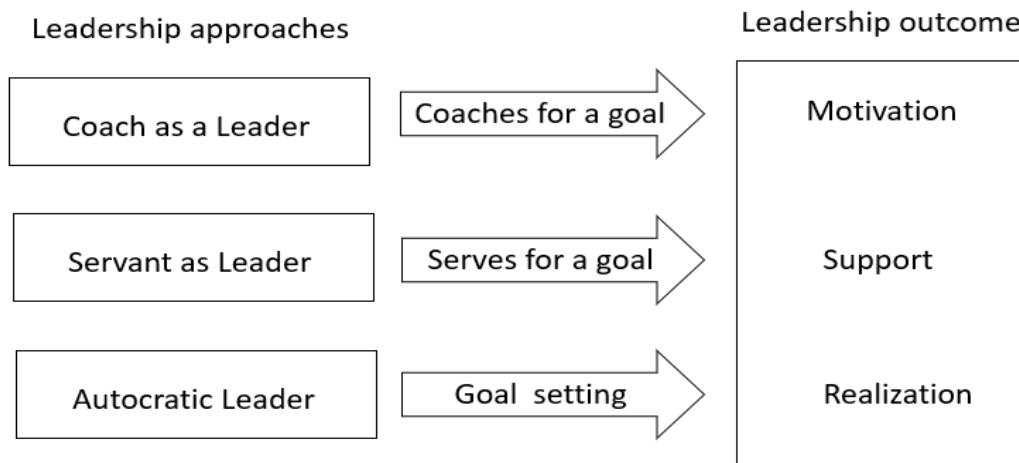 Leadership approaches
Leadership outcome
Coach as a Leader
Coaches for a goal
Motivation
Servant as Leader
Serves for a goal
Support
Autocratic Leader
Goal setting
Realization